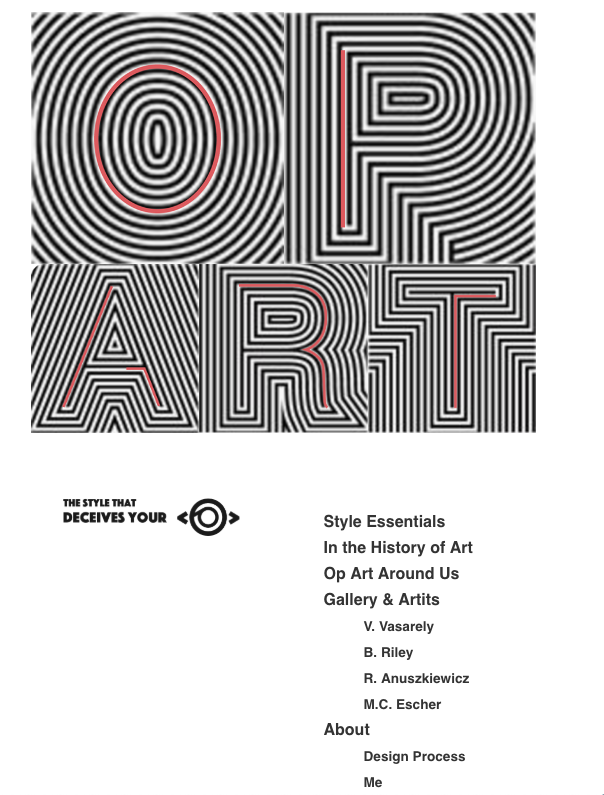 OP
ART
THE STYLE THAT
DECEIVES YOUR
Style Essentials
In the History of Art
Op Art Around Us
Gallery & Artits
V. Vasarely
B. Riley
R. Anuszkiewicz
M.C. Escher
About
Design Process
Me